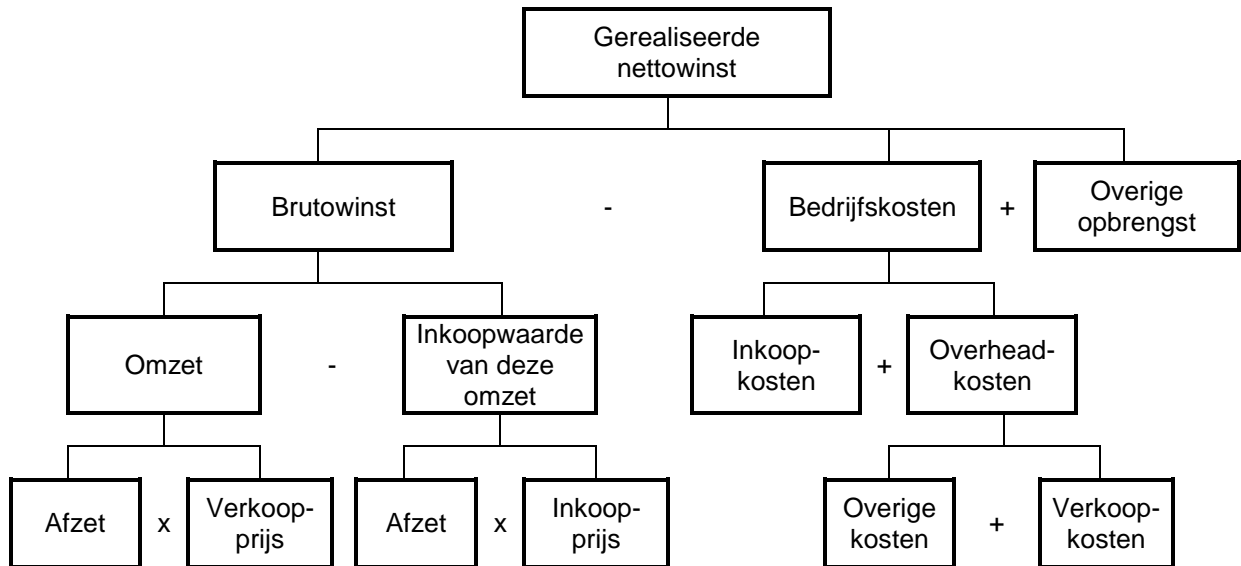 Gerealiseerde
nettowinst
Brutowinst
-
Bedrijfskosten
+
Overige
opbrengst
Omzet
-
Inkoopwaarde
van deze
omzet
Inkoop-
kosten
+
Overhead-
kosten
Afzet
x
Verkoop-
prijs
Afzet
x
Inkoop-
prijs
Overige
kosten
+
Verkoop-
kosten